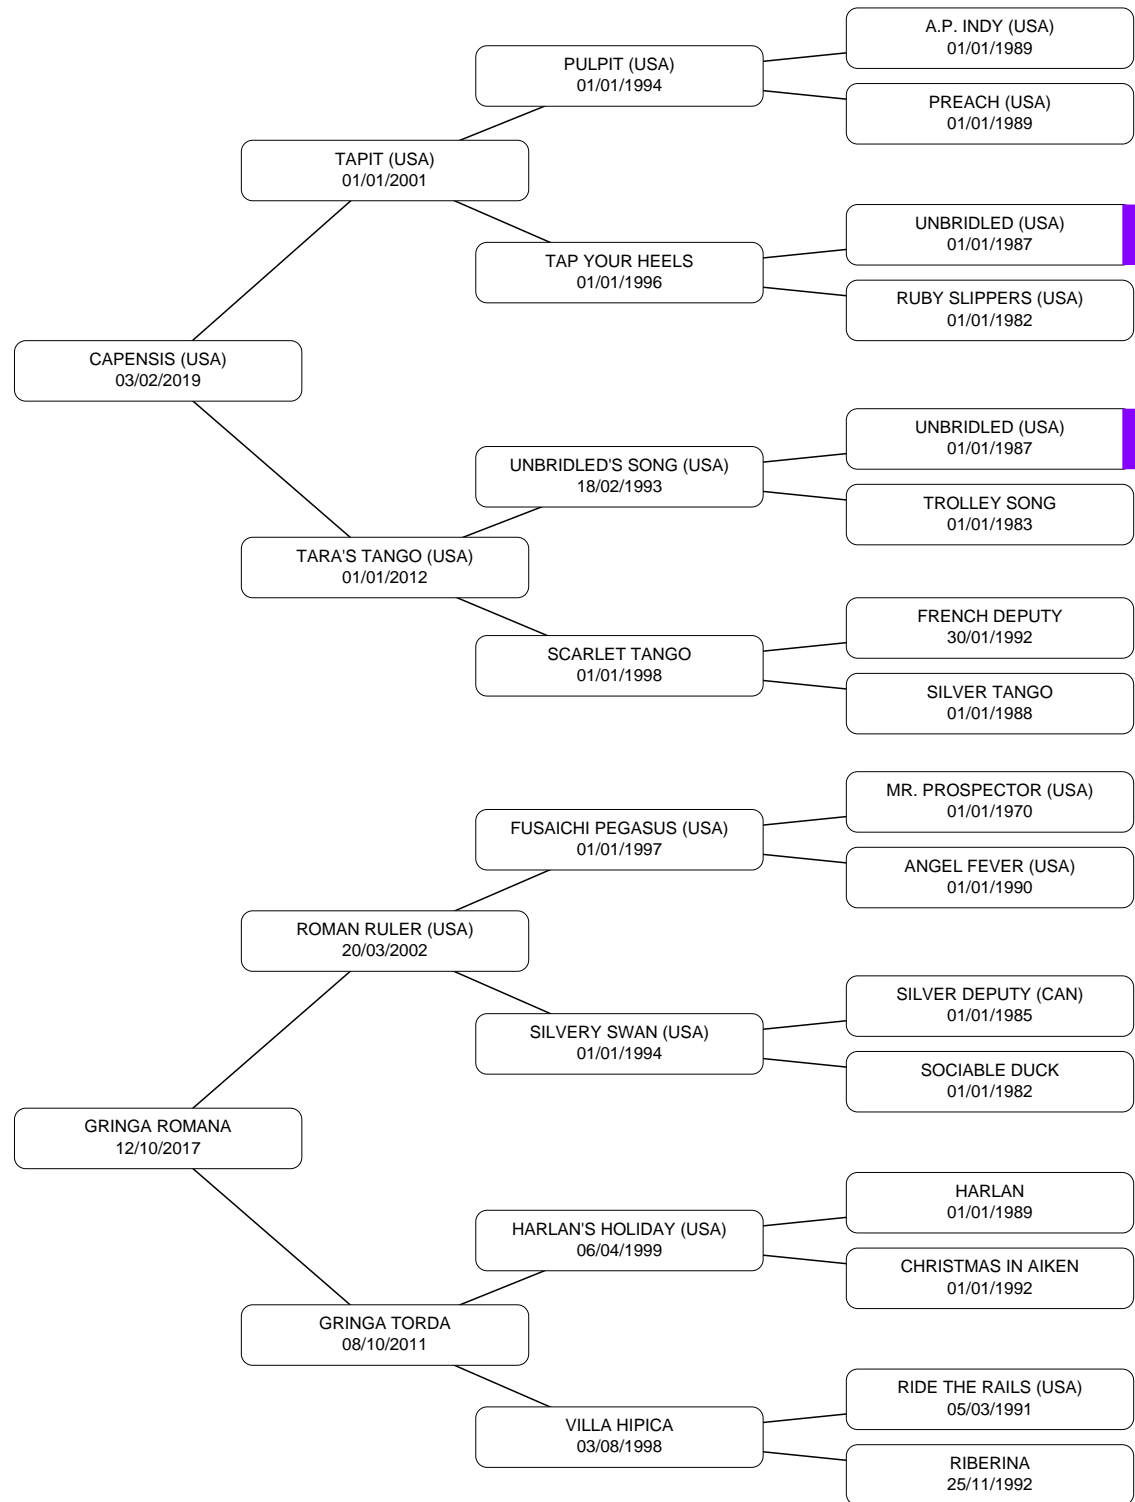 A.P. INDY (USA)
01/01/1989
PULPIT (USA)
01/01/1994
PREACH (USA)
01/01/1989
TAPIT (USA)
01/01/2001
UNBRIDLED (USA)
01/01/1987
TAP YOUR HEELS
01/01/1996
RUBY SLIPPERS (USA)
01/01/1982
CAPENSIS (USA)
03/02/2019
UNBRIDLED (USA)
01/01/1987
UNBRIDLED'S SONG (USA)
18/02/1993
TROLLEY SONG
01/01/1983
TARA'S TANGO (USA)
01/01/2012
FRENCH DEPUTY
30/01/1992
SCARLET TANGO
01/01/1998
SILVER TANGO
01/01/1988
MR. PROSPECTOR (USA)
01/01/1970
FUSAICHI PEGASUS (USA)
01/01/1997
ANGEL FEVER (USA)
01/01/1990
ROMAN RULER (USA)
20/03/2002
SILVER DEPUTY (CAN)
01/01/1985
SILVERY SWAN (USA)
01/01/1994
SOCIABLE DUCK
01/01/1982
GRINGA ROMANA
12/10/2017
HARLAN
01/01/1989
HARLAN'S HOLIDAY (USA)
06/04/1999
CHRISTMAS IN AIKEN
01/01/1992
GRINGA TORDA
08/10/2011
RIDE THE RAILS (USA)
05/03/1991
VILLA HIPICA
03/08/1998
RIBERINA
25/11/1992